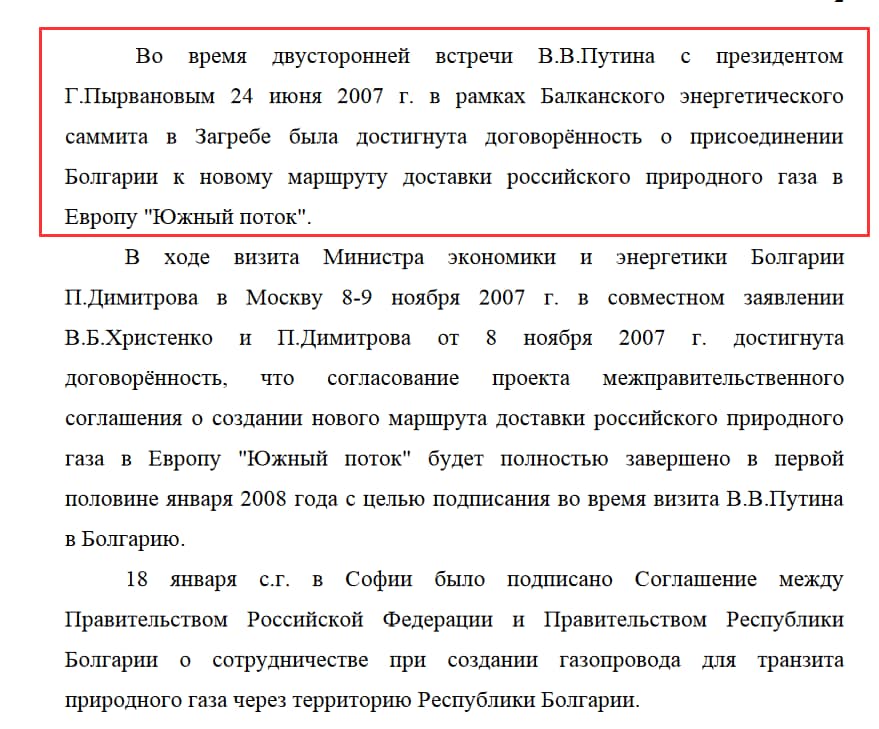 Во время двусторонней встречи В.В.Путина с президентом
Г.Пырвановым 24 июня 2007 г. в рамках Балканского энергетического
саммита в Загребе была достигнута договорённость о присоединении
Болгарии к новому маршруту доставки российского природного газа в
Европу "Южный поток".
В ходе визита Министра экономики и энергетики Болгарии
П.Димитрова в Москву 8-9 ноября 2007 г. в совместном заявлении
В.Б.Христенко и П.Димитрова от 8 ноября 2007 г. достигнута
договорённость, что согласование проекта межправительственного
соглашения о создании нового маршрута доставки российского природного
газа в Европу "Южный поток" будет полностью завершено в первой
половине января 2008 года с целью подписания во время визита В.В.Путина
в Болгарию.
18 января с.г. в Софии было подписано Соглашение между
Правительством Российской Федерации и Правительством Республики
Болгарии о сотрудничестве при создании газопровода для транзита
природного газа через территорию Республики Болгарии.